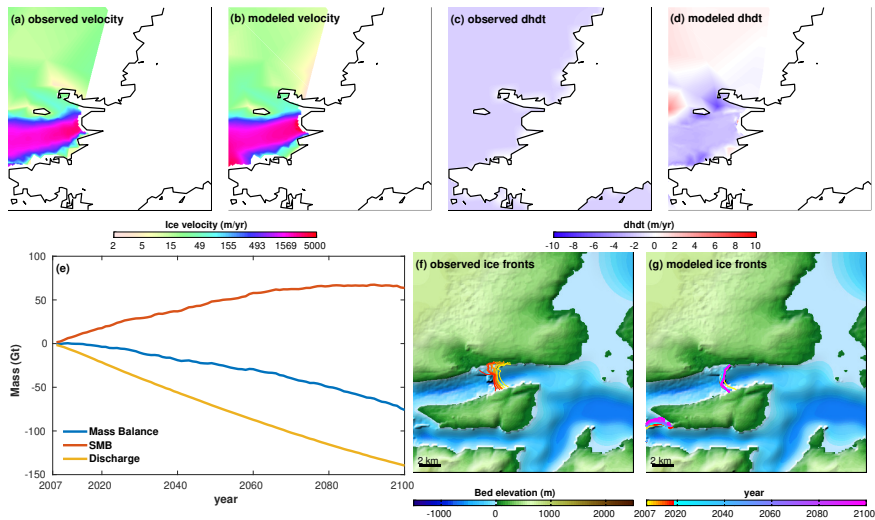 (a) observed velocity
(b) modeled velocity
(c) observed dhdt
(d) modeled dhdt
Ice velocity (m/yr)
2 5 15 49 155 493 1569 5000
dhdt (m/yr)
-10 -8 -6 -4 -2 0 2 4 6 8 10
(e)
100
50
0
-50
-100
-150
Mass (Gt)
Mass Balance
SMB
Discharge
2007 2020 2040 2060 2080 2100
year
(f) observed ice fronts
2 km
(g) modeled ice fronts
2 km
Bed elevation (m)
-1000 0 1000 2000
year
2007 2020 2040 2060 2080 2100